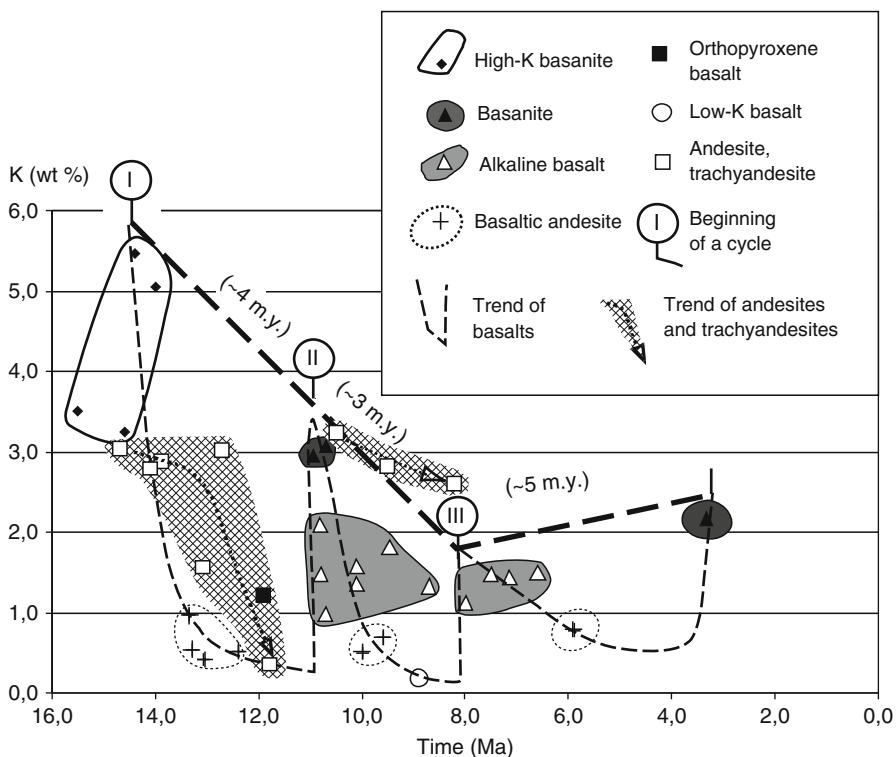 High-K basanite
Orthopyroxene
basalt
Basanite
Low-K basalt
Alkaline basalt
Andesite,
trachyandesite
Basaltic andesite
I
Beginning
of a cycle
Trend of
basalts
Trend of andesites
and trachyandesites
K (wt %)
I
6,0
5,0
(~4 m.y.)
II
4,0
(~3 m.y.)
3,0
(~5 m.y.)
III
2,0
1,0
0,0
16,0 14,0 12,0 10,0 8,0 6,0 4,0 2,0 0,0
Time (Ma)